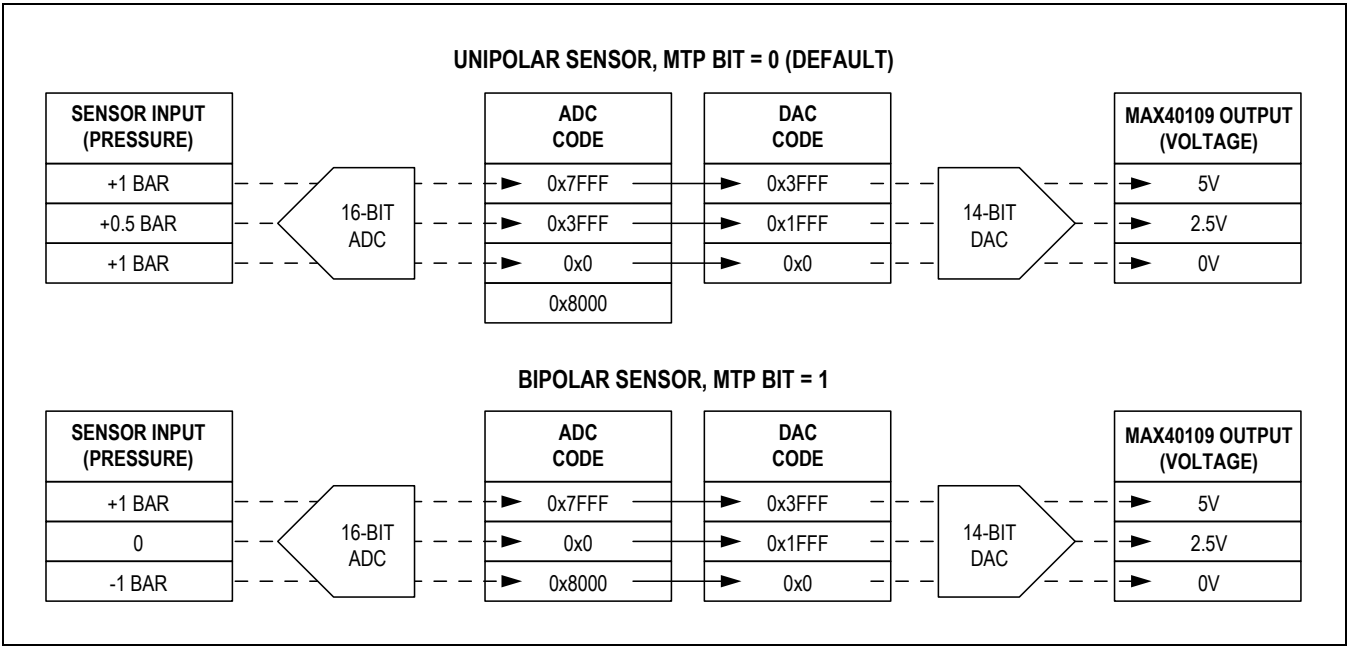 UNIPOLAR SENSOR, MTP BIT = 0 (DEFAULT)
SENSOR INPUT
(PRESSURE)
ADC
CODE
DAC
CODE
MAX40109 OUTPUT
(VOLTAGE)
+1 BAR
16-BIT
ADC
0x7FFF
0x3FFF
14-BIT
DAC
5V
+0.5 BAR
0x3FFF
0x1FFF
2.5V
+1 BAR
0x0
0x0
0V
0x8000
BIPOLAR SENSOR, MTP BIT = 1
SENSOR INPUT
(PRESSURE)
ADC
CODE
DAC
CODE
MAX40109 OUTPUT
(VOLTAGE)
+1 BAR
16-BIT
ADC
0x7FFF
0x3FFF
14-BIT
DAC
5V
0
0x0
0x1FFF
2.5V
-1 BAR
0x8000
0x0
0V